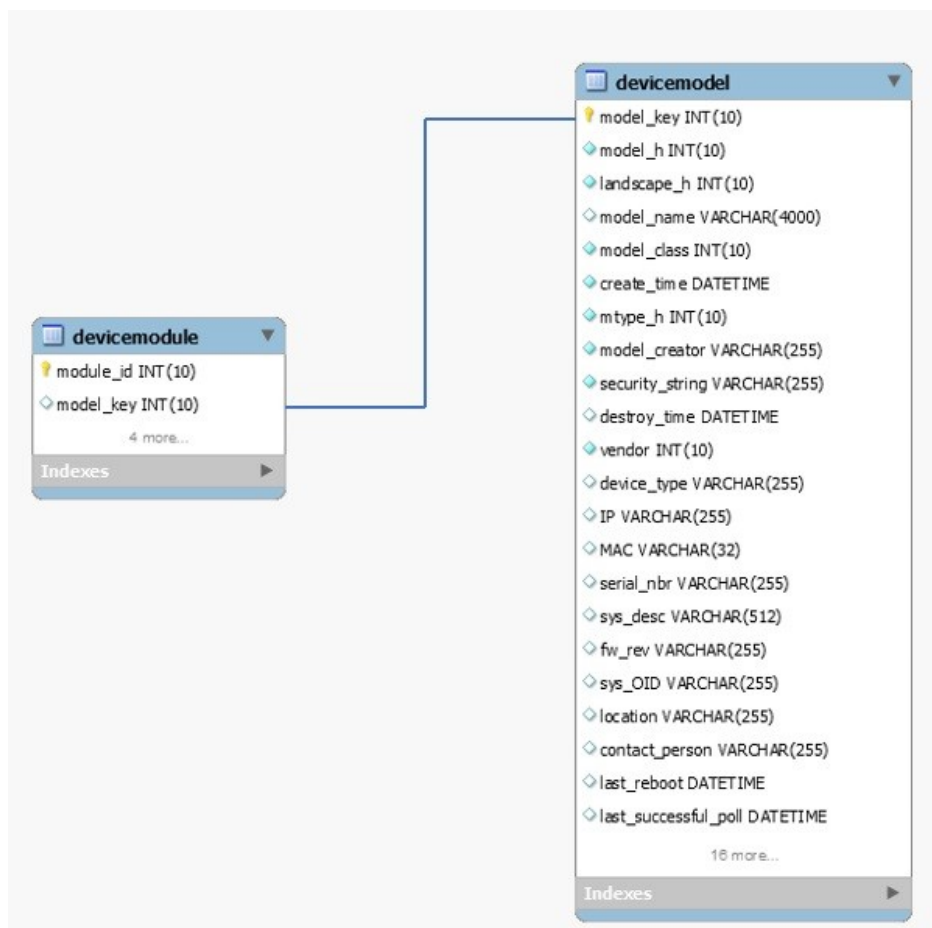 devicemodel
model_key INT(10)
model_h INT(10)
landscape_h INT(10)
model_name VARCHAR(4000)
model_class INT(10)
create_time DATETIME
mtype_h INT(10)
model_creator VARCHAR(255)
security_string VARCHAR(255)
destroy_time DATETIME
vendor INT(10)
device_type VARCHAR(255)
IP VARCHAR(255)
MAC VARCHAR(32)
serial_nbr VARCHAR(255)
sys_desc VARCHAR(512)
fw_rev VARCHAR(255)
sys_OID VARCHAR(255)
location VARCHAR(255)
contact_person VARCHAR(255)
last_reboot DATETIME
last_successful_poll DATETIME
16 more...
Indexes
devicemodule
module_id INT(10)
model_key INT(10)
4 more...
Indexes